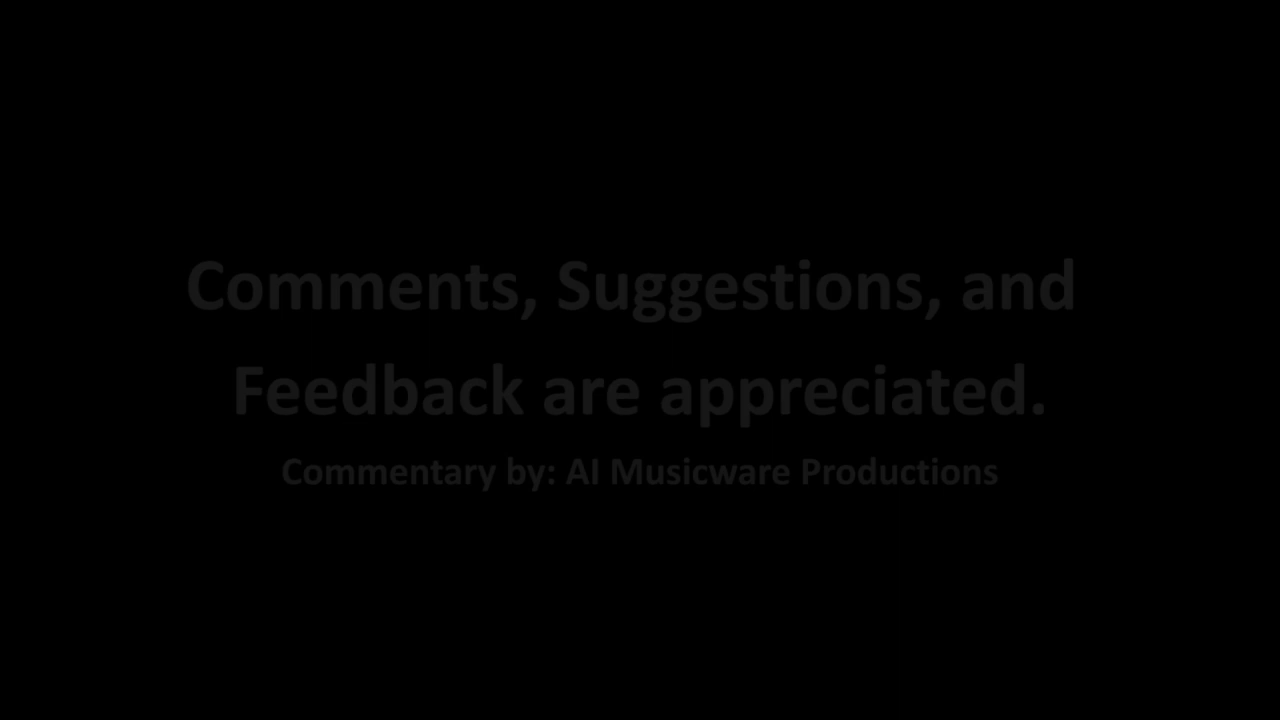 Comments, Suggestions, and
Feedback are appreciated.
Commentary by: AI Musicware Productions